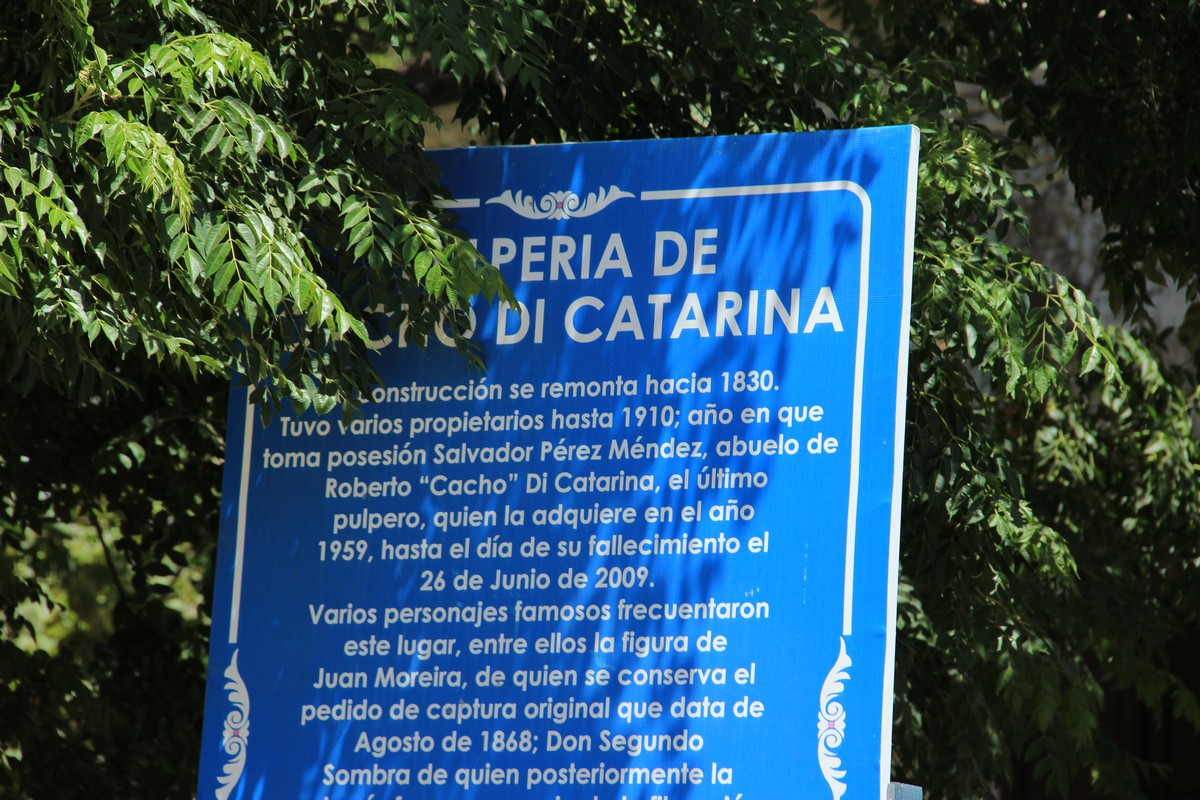 PERIA DE
CHO DI CATARINA
construcción se remonta hacia 1830.
Tuvo varios propietarios hasta 1910; año en que
toma posesión Salvador Pérez Méndez, abuelo de
Roberto “Cacho” Di Catarina, el último
pulpero, quien la adquiere en el año
1959, hasta el día de su fallecimiento el
26 de Junio de 2009.
Varios personajes famosos frecuentaron
este lugar, entre ellos la figura de
Juan Moreira, de quien se conserva el
pedido de captura original que data de
Agosto de 1868; Don Segundo
Sombra de quien posteriormente la